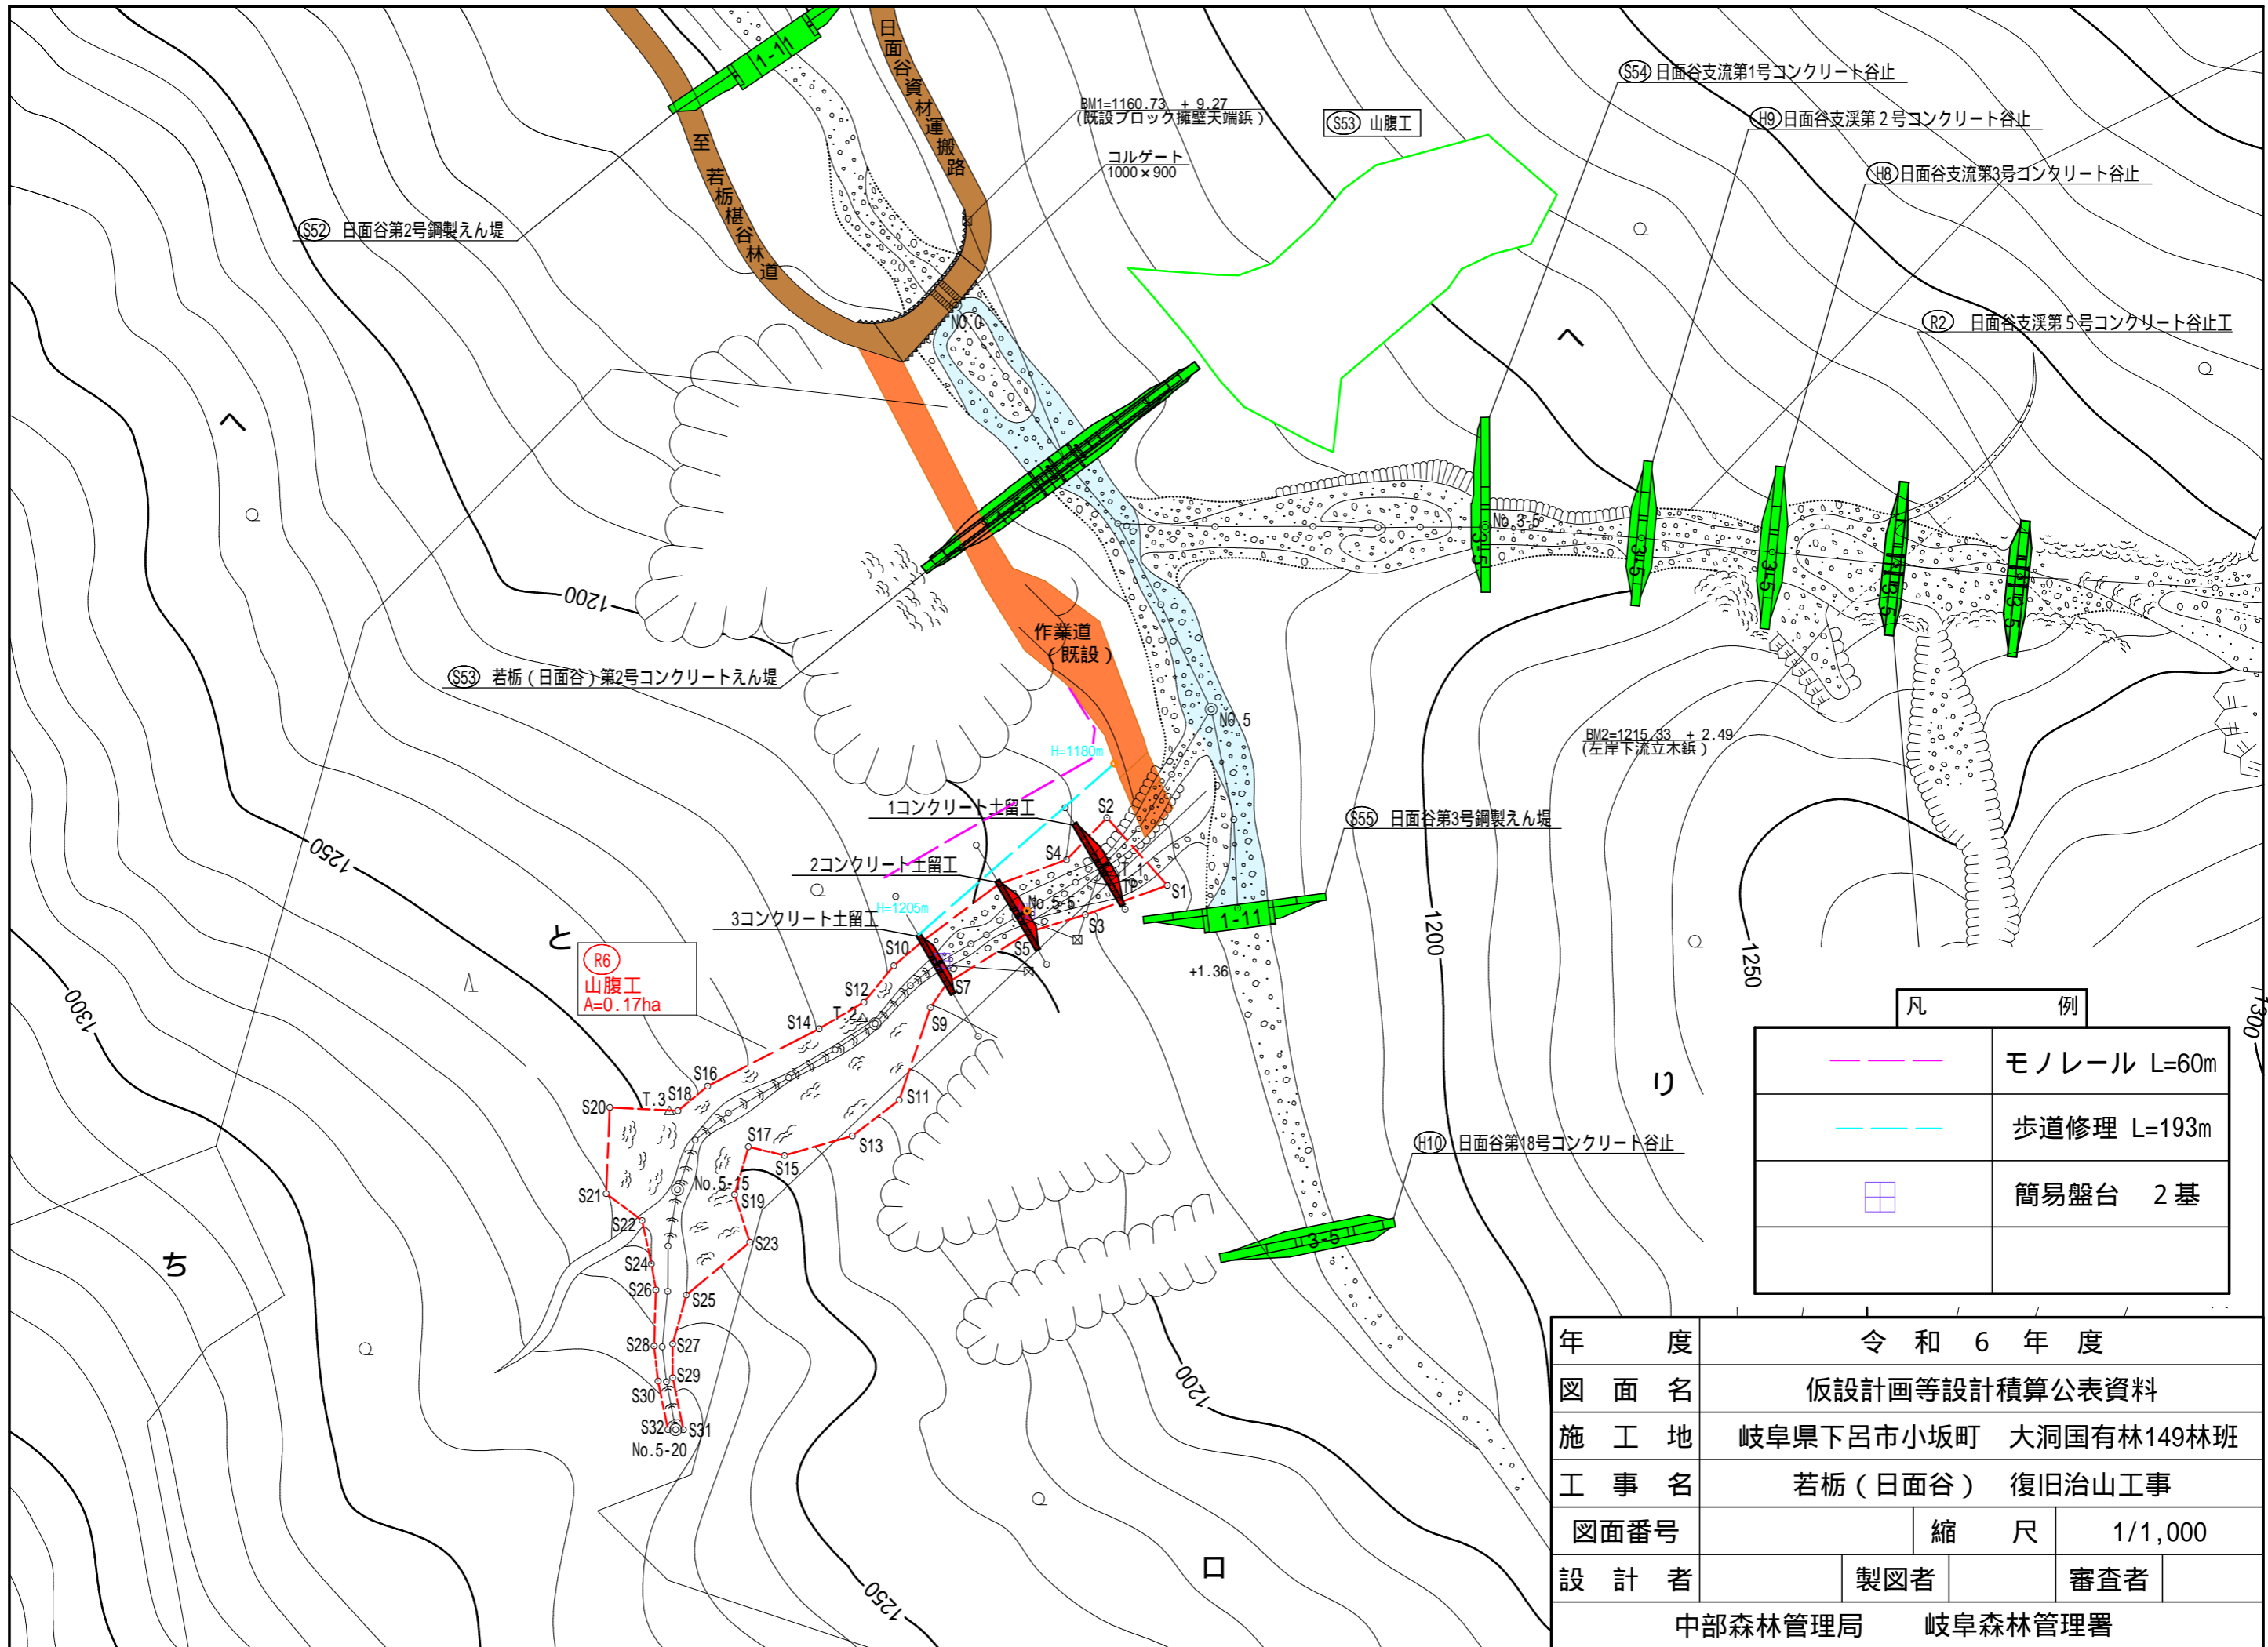 1-11
日面谷資材運搬路
至 若栃椹谷林道
BM1=1160.73 + 9.27
(既設ブロック擁壁天端鋲)
コルゲート
1000×900
S53 山腹工
S54 日面谷支流第1号コンクリート谷止
H9 日面谷支渓第2号コンクリート谷止
H8 日面谷支流第3号コンクリート谷止
R2 日面谷支渓第5号コンクリート谷止工
S52 日面谷第2号鋼製えん堤
NO.0
へ
へ
1-5
No.3-5
3-5
3-5
3-5
3-5
3-5
1200
作業道
(既設)
S53 若栃(日面谷)第2号コンクリートえん堤
NO.5
H=1180m
BM2=1215.33 + 2.49
(左岸下流立木鋲)
1コンクリート土留工
S2
S55 日面谷第3号鋼製えん堤
1250
S4
T.1
TP
S1
2コンクリート土留工
H=1205m
No.5-5
S3
1-11
3コンクリート土留工
1200
と
S10
S5
+1.36
1250
R6
山腹工
A=0.17ha
S7
S12
T.2
S9
S14
1300
1300
凡例
モノレール L=60m
歩道修理 L=193m
簡易盤台 2基
S16
S18
T.3
S20
S11
り
S13
S17
S15
H10 日面谷第18号コンクリート谷止
No.5-15
S21
S19
S22
S23
3-5
ち
S24
S26
S25
S28
S27
S29
S30
S32
S31
No.5-20
1200
1250
ロ
年度 令和6年度
図面名 仮設計画等設計積算公表資料
施工地 岐阜県下呂市小坂町 大洞国有林149林班
工事名 若栃(日面谷) 復旧治山工事
図面番号 縮尺 1/1,000
設計者 製図者 審査者
中部森林管理局 岐阜森林管理署